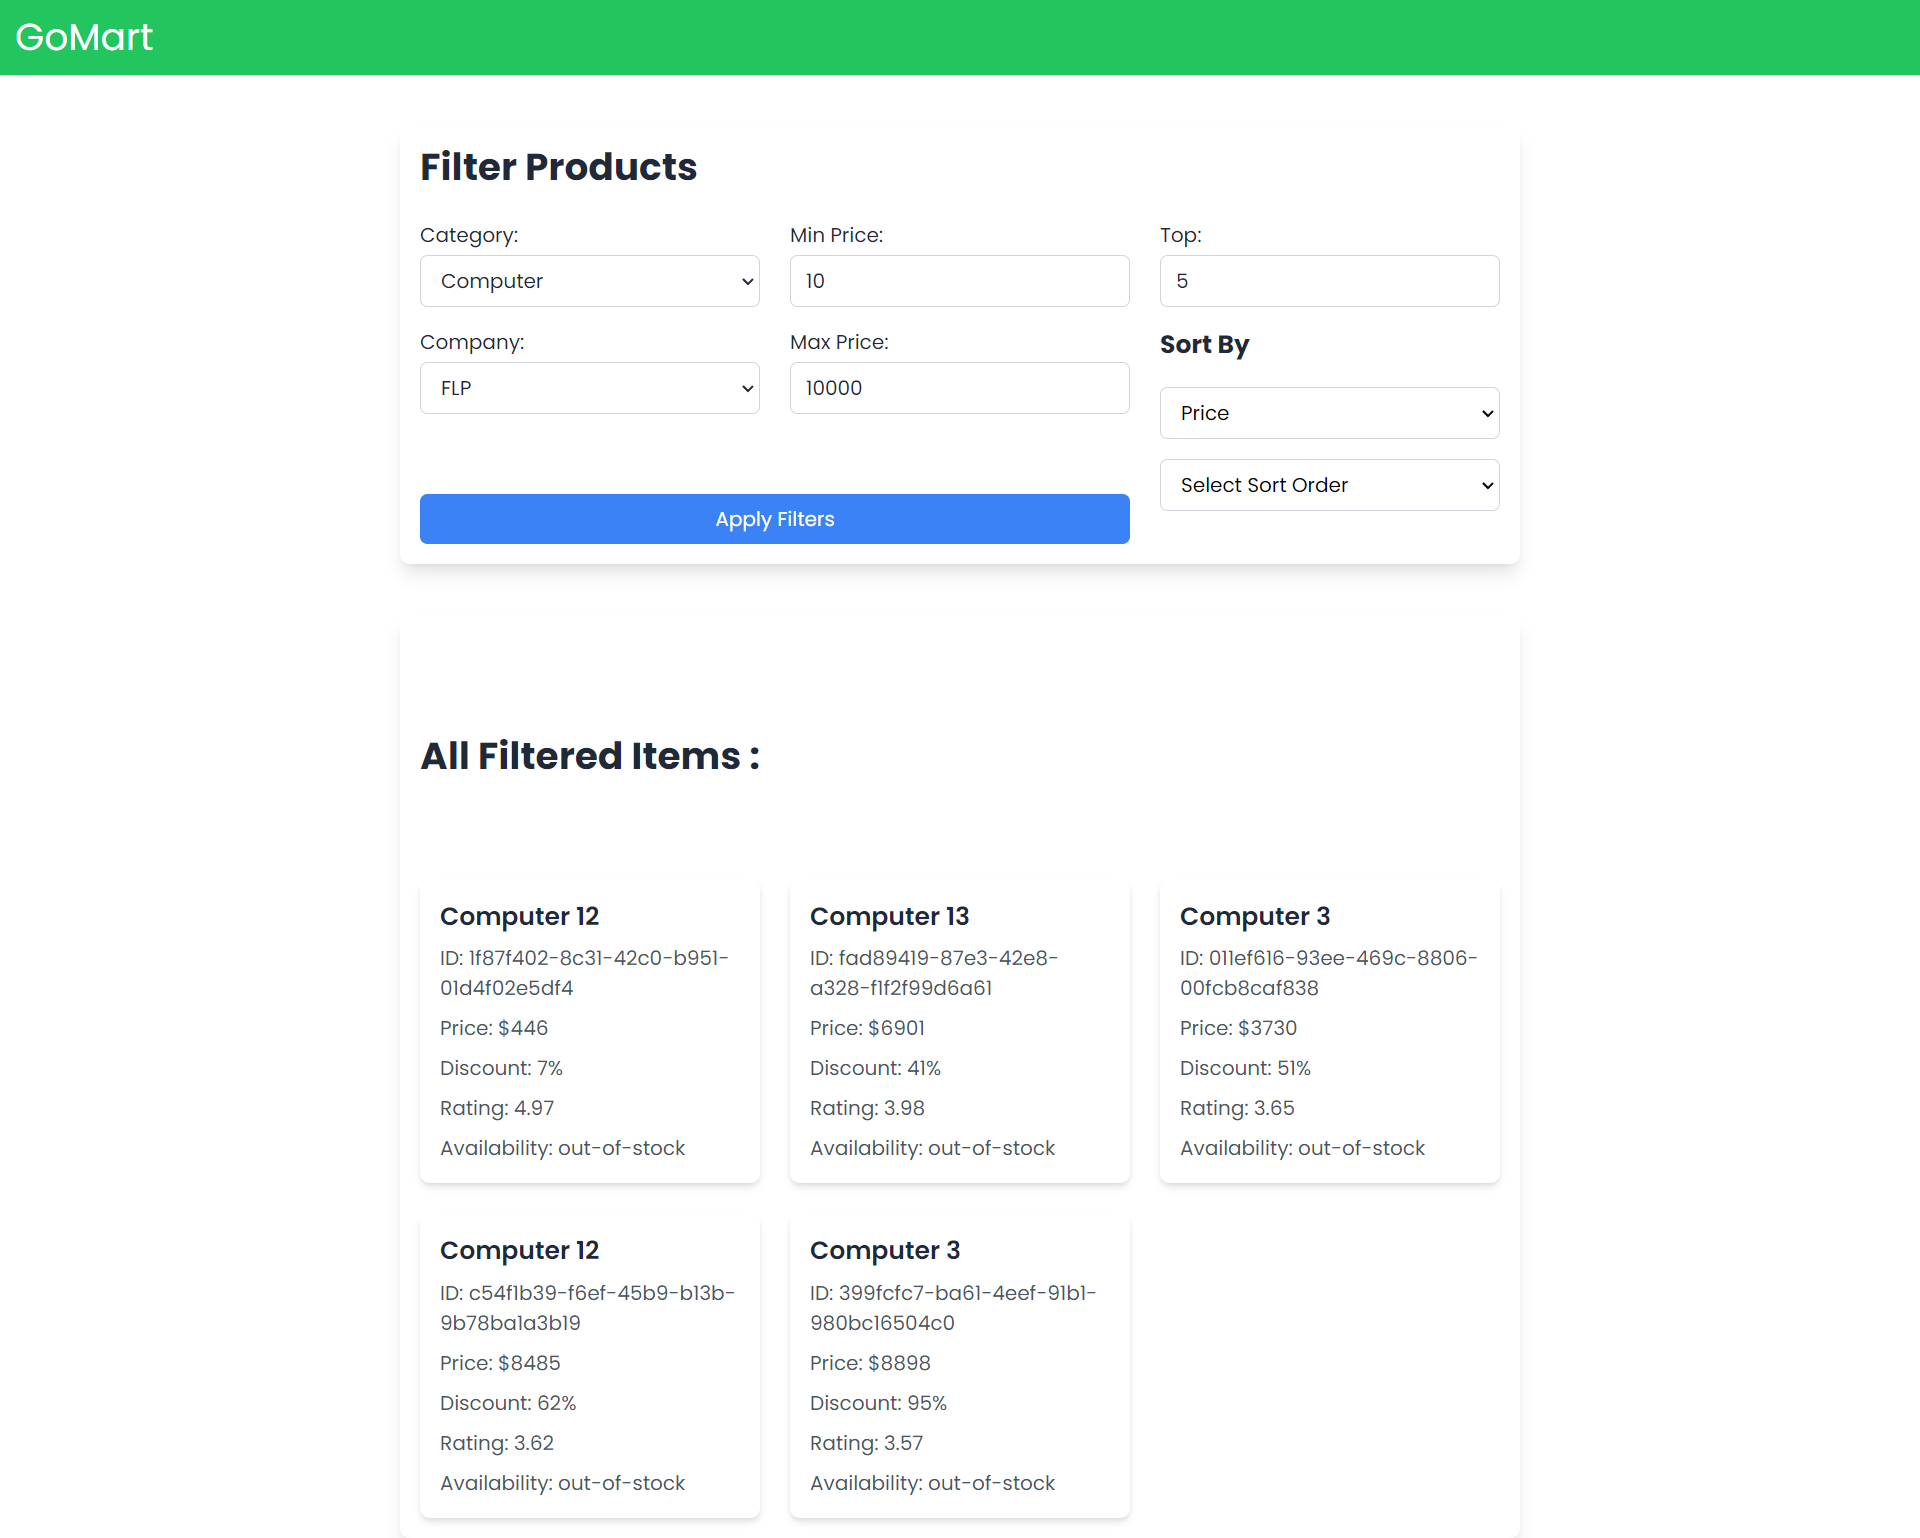 GoMart
Filter Products
Category:
Computer
Company:
FLP
Min Price:
10
Max Price:
10000
Top:
5
Sort By
Price
Select Sort Order
Apply Filters
All Filtered Items :
Computer 12
ID: 1f87f402-8c31-42c0-b951-
01d4f02e5df4
Price: $446
Discount: 7%
Rating: 4.97
Availability: out-of-stock
Computer 13
ID: fad89419-87e3-42e8-
a328-f1f2f99d6a61
Price: $6901
Discount: 41%
Rating: 3.98
Availability: out-of-stock
Computer 3
ID: 011ef616-93ee-469c-8806-
00fcb8caf838
Price: $3730
Discount: 51%
Rating: 3.65
Availability: out-of-stock
Computer 12
ID: c54f1b39-f6ef-45b9-b13b-
9b78ba1a3b19
Price: $8485
Discount: 62%
Rating: 3.62
Availability: out-of-stock
Computer 3
ID: 399fcfc7-ba61-4eef-91b1-
980bc16504c0
Price: $8898
Discount: 95%
Rating: 3.57
Availability: out-of-stock